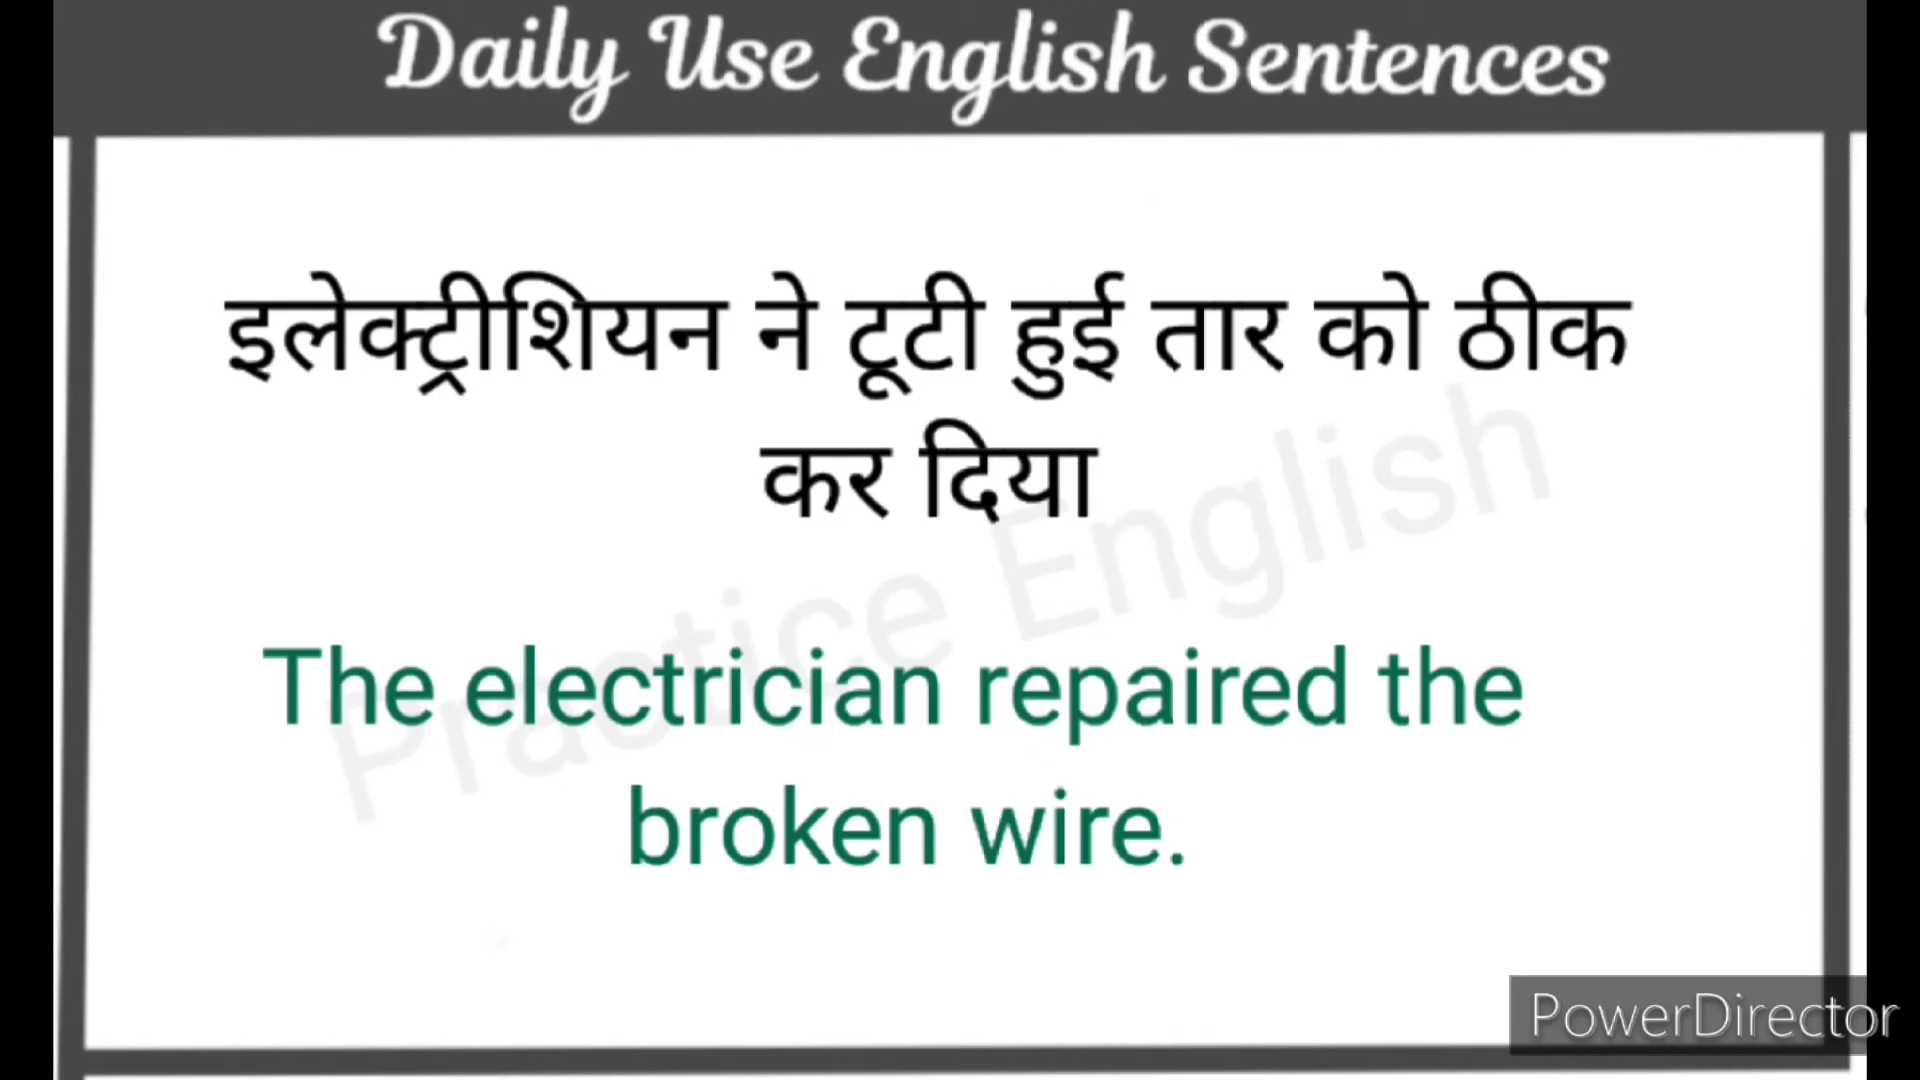 Daily Use English Sentences
इलेक्ट्रीशियन ने टूटी हुई तार को ठीक
कर दिया
Practice English
The electrician repaired the
broken wire.
PowerDirector